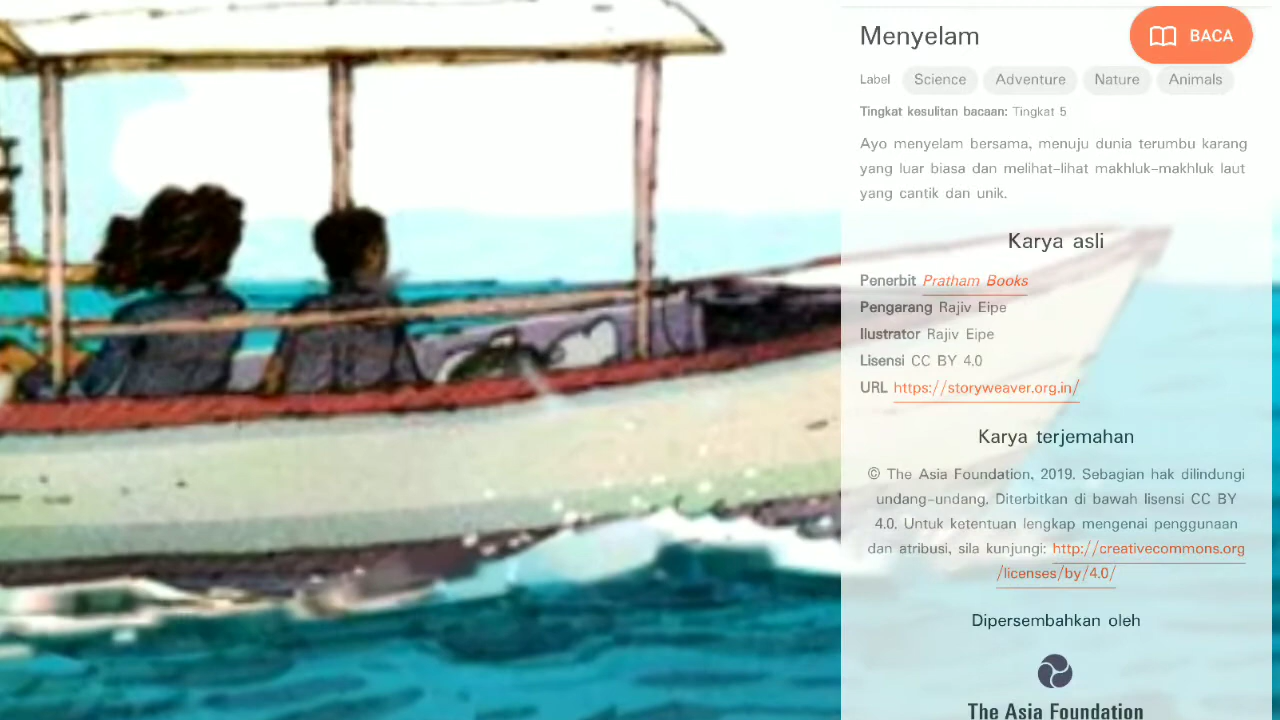 Menyelam
BACA
Label Science Adventure Nature Animals
Tingkat kesulitan bacaan: Tingkat 5
Ayo menyelam bersama, menuju dunia terumbu karang
yang luar biasa dan melihat-lihat makhluk-makhluk laut
yang cantik dan unik.
Karya asli
Penerbit Pratham Books
Pengarang Rajiv Eipe
Ilustrator Rajiv Eipe
Lisensi CC BY 4.0
URL https://storyweaver.org.in/
Karya terjemahan
© The Asia Foundation, 2019. Sebagian hak dilindungi
undang-undang. Diterbitkan di bawah lisensi CC BY
4.0. Untuk ketentuan lengkap mengenai penggunaan
dan atribusi, sila kunjungi: http://creativecommons.org
/licenses/by/4.0/
Dipersembahkan oleh
The Asia Foundation